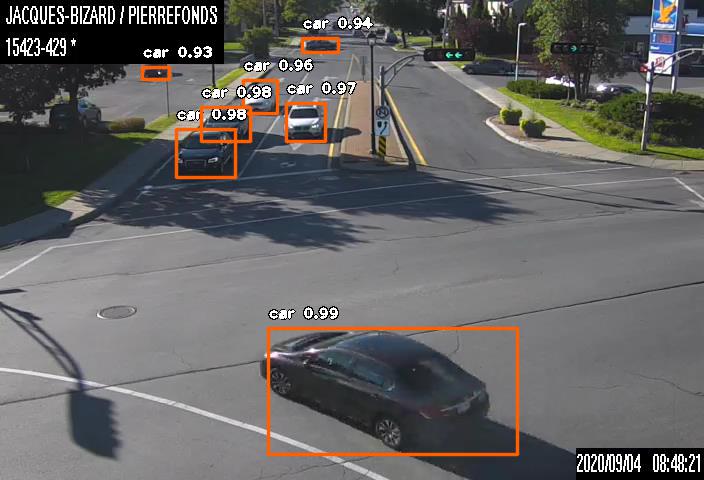 JACQUES-BIZARD / PIERREFONDS
15423-429 *
car 0.94
car 0.93
car 0.96
car 0.98
car 0.97
car 0.98
car 0.99
2020/09/04 08:48:21